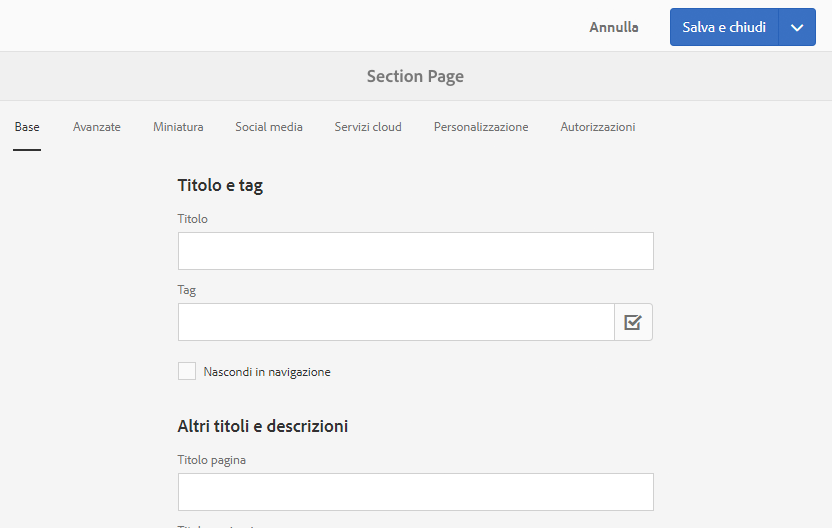 Annulla
Salva e chiudi
Section Page
Base Avanzate Miniatura Social media Servizi cloud Personalizzazione Autorizzazioni
Titolo e tag
Titolo
Tag
Nascondi in navigazione
Altri titoli e descrizioni
Titolo pagina